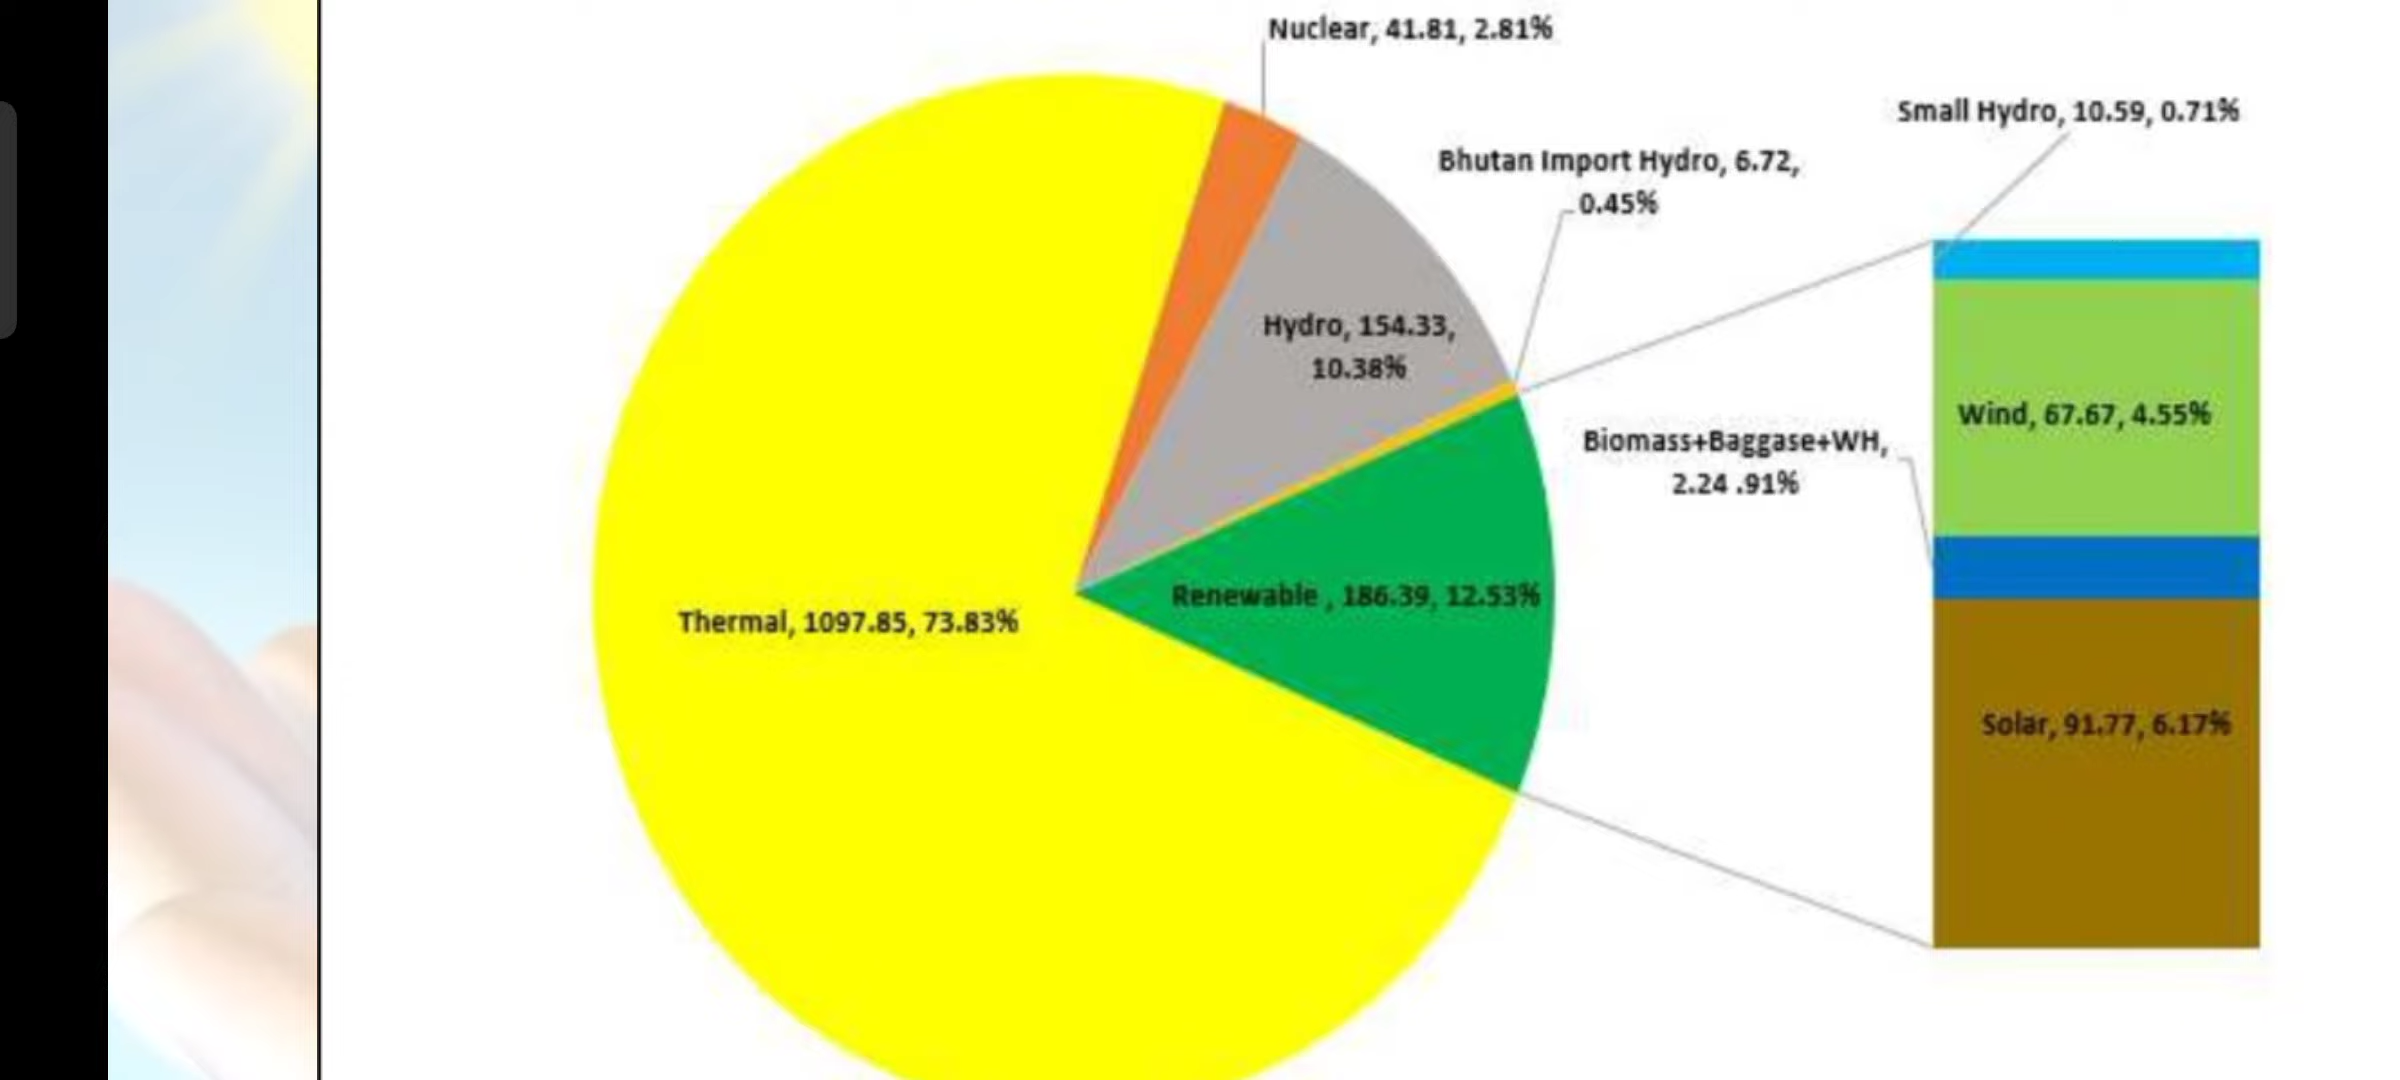 Nuclear, 41.81, 2.81%
Small Hydro, 10.59, 0.71%
Bhutan Import Hydro, 6.72,
0.45%
Hydro, 154.33,
10.38%
Wind, 67.67, 4.55%
Biomass+Baggase+WH,
2.24 .91%
Renewable , 186.39, 12.53%
Thermal, 1097.85, 73.83%
Solar, 91.77, 6.17%